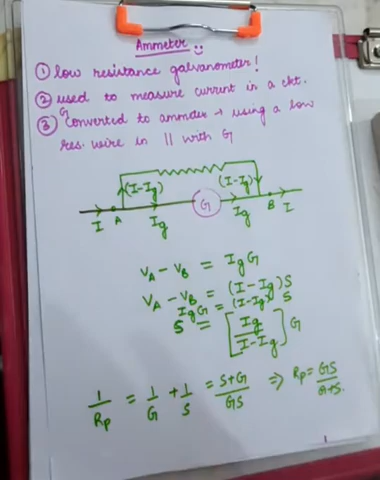 Ammeter
① low resistance galvanometer!
② used to measure current in a ckt.
③ G Converted to ammeter → using a low
res. wire in || with G
(I-Ig) (I-Ig)
I A Ig G Ig B I
VA - VB = Ig G
VA - VB = (I - Ig) S
Ig G = (I - Ig) S
S = [Ig / I - Ig] G
1/Rp = 1/G + 1/S = S+G/GS ⇒ Rp = GS/